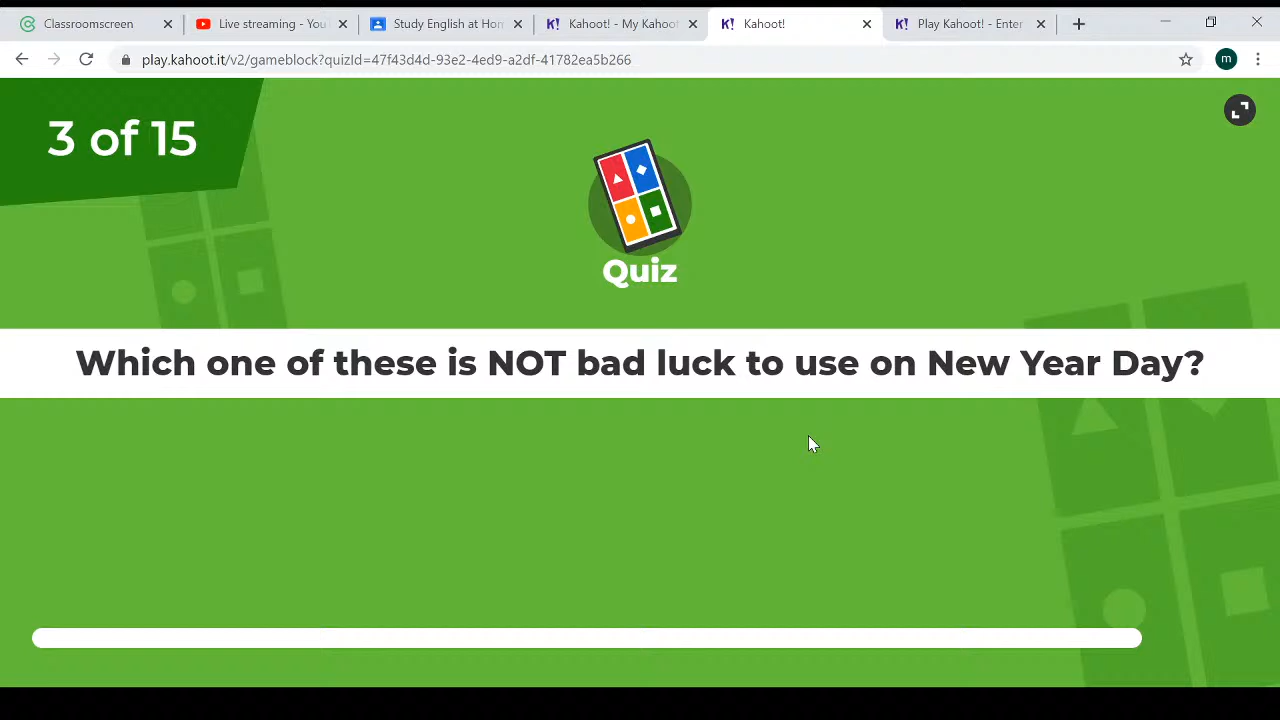 Classroomscreen
Live streaming - You
Study English at Hom
Kahoot! - My Kahoot
Kahoot!
Play Kahoot! - Enter
play.kahoot.it/v2/gameblock?quizId=47f43d4d-93e2-4ed9-a2df-41782ea5b266
m
3 of 15
Quiz
Which one of these is NOT bad luck to use on New Year Day?